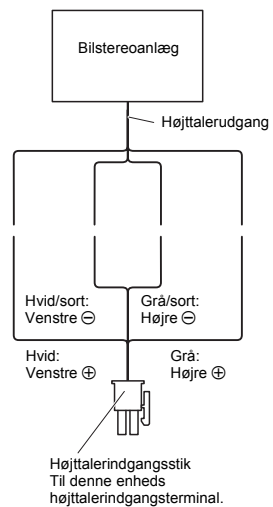 Bilstereoanlæg
Højttalerudgang
Hvid/sort:
Venstre ⊖
Grå/sort:
Højre ⊖
Hvid:
Venstre ⊕
Grå:
Højre ⊕
Højttalerindgangsstik
Til denne enheds
højttalerindgangsterminal.